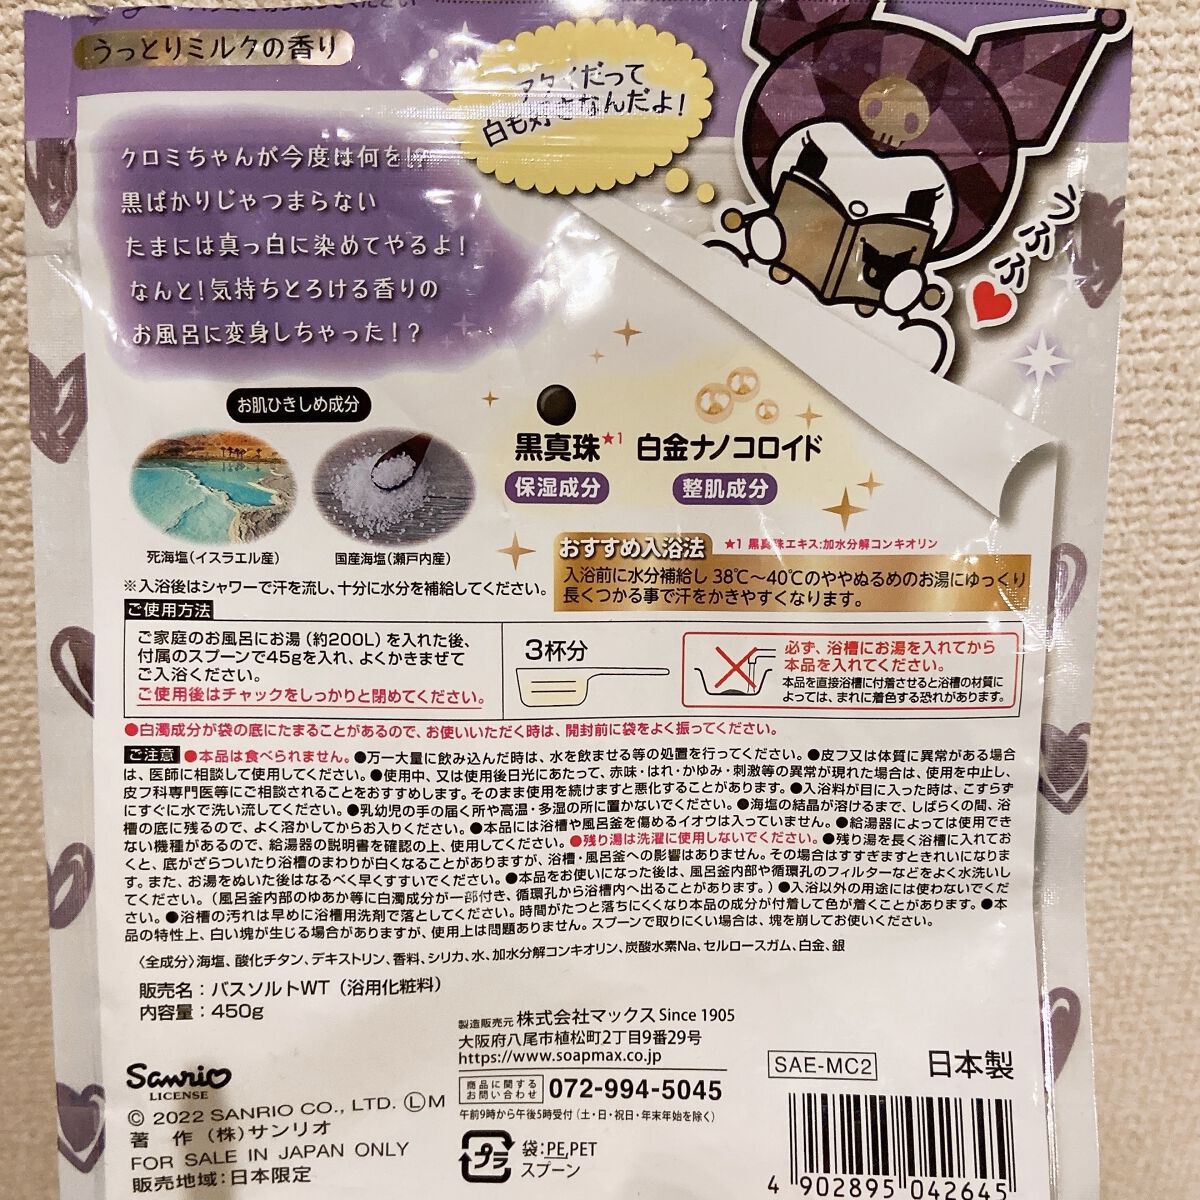 うっとりミルクの香り
アタイだって
白も好きなんだよ!
クロミちゃんが今度は何を!?
黒ばかりじゃつまらない
たまには真っ白に染めてやるよ!
なんと!気持ちとろける香りの
お風呂に変身しちゃった!?
うふふ
お肌ひきしめ成分
死海塩(イスラエル産)
国産海塩(瀬戸内産)
黒真珠★1
保湿成分
白金ナノコロイド
整肌成分
※入浴後はシャワーで汗を流し、十分に水分を補給してください。
おすすめ入浴法
★1 黒真珠エキス:加水分解コンキオリン
入浴前に水分補給し 38℃〜40℃のややぬるめのお湯にゆっくり
長くつかる事で汗をかきやすくなります。
ご使用方法
ご家庭のお風呂にお湯(約200L)を入れた後、
付属のスプーンで45gを入れ、よくかきまぜて
ご入浴ください。
ご使用後はチャックをしっかりと閉めてください。
3杯分
必ず、浴槽にお湯を入れてから
本品を入れてください。
本品を直接浴槽に付着させると浴槽の材質に
よっては、まれに着色する恐れがあります。
●白濁成分が袋の底にたまることがあるので、お使いいただく時は、開封前に袋をよく振ってください。
ご注意 ●本品は食べられません。●万一大量に飲み込んだ時は、水を飲ませる等の処置を行ってください。●皮フ又は体質に異常がある場合
は、医師に相談して使用してください。●使用中、又は使用後日光にあたって、赤味・はれ・かゆみ・刺激等の異常が現れた場合は、使用を中止し、
皮フ科専門医等にご相談されることをおすすめします。そのまま使用を続けますと悪化することがあります。●入浴料が目に入った時は、こすらず
にすぐに水で洗い流してください。●乳幼児の手の届く所や高温・多湿の所に置かないでください。●海塩の結晶が溶けるまで、しばらくの間、浴
槽の底に残るので、よく溶かしてからお入りください。●本品には浴槽や風呂釜を傷めるイオウは入っていません。●給湯器によっては使用でき
ない機種があるので、給湯器の説明書を確認の上、使用してください。●残り湯は洗濯に使用しないでください。●残り湯を長く浴槽に入れてお
くと、底がざらついたり浴槽のまわりが白くなることがありますが、浴槽・風呂釜への影響はありません。その場合はすすぎますときれいになりま
す。また、お湯をぬいた後はなるべく早くすすいでください。●本品をお使いになった後は、風呂釜内部や循環孔のフィルターなどをよく水洗いし
てください。(風呂釜内部のゆあか等に白濁成分が一部付き、循環孔から浴槽内へ出ることがあります。)●入浴以外の用途には使わないでくだ
さい。●浴槽の汚れは早めに浴槽用洗剤で落としてください。時間がたつと落ちにくくなり本品の成分が付着して色が着くことがあります。●本
品の特性上、白い塊が生じる場合がありますが、使用上は問題ありません。スプーンで取りにくい場合は、塊を崩してお使いください。
〈全成分〉海塩、酸化チタン、デキストリン、香料、シリカ、水、加水分解コンキオリン、炭酸水素Na、セルロースガム、白金、銀
販売名:バスソルトWT(浴用化粧料)
内容量:450g
製造販売元 株式会社マックス Since 1905
大阪府八尾市植松町2丁目9番29号
https://www.soapmax.co.jp
商品に関する
お問い合わせ 072-994-5045
午前9時から午後5時受付(土・日・祝日・年末年始を除く)
SAE-MC2
日本製
Sanrio
LICENSE
© 2022 SANRIO CO., LTD. Ⓛ M
著 作 (株)サンリオ
FOR SALE IN JAPAN ONLY
販売地域:日本限定
プラ
袋:PE,PET
スプーン
4 902895 042645